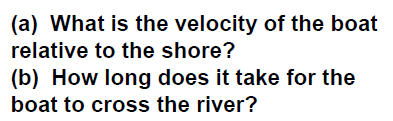 (a)  What is the velocity of the boat
relative to the shore?
(b)  How long does it take for the
boat to cross the river?